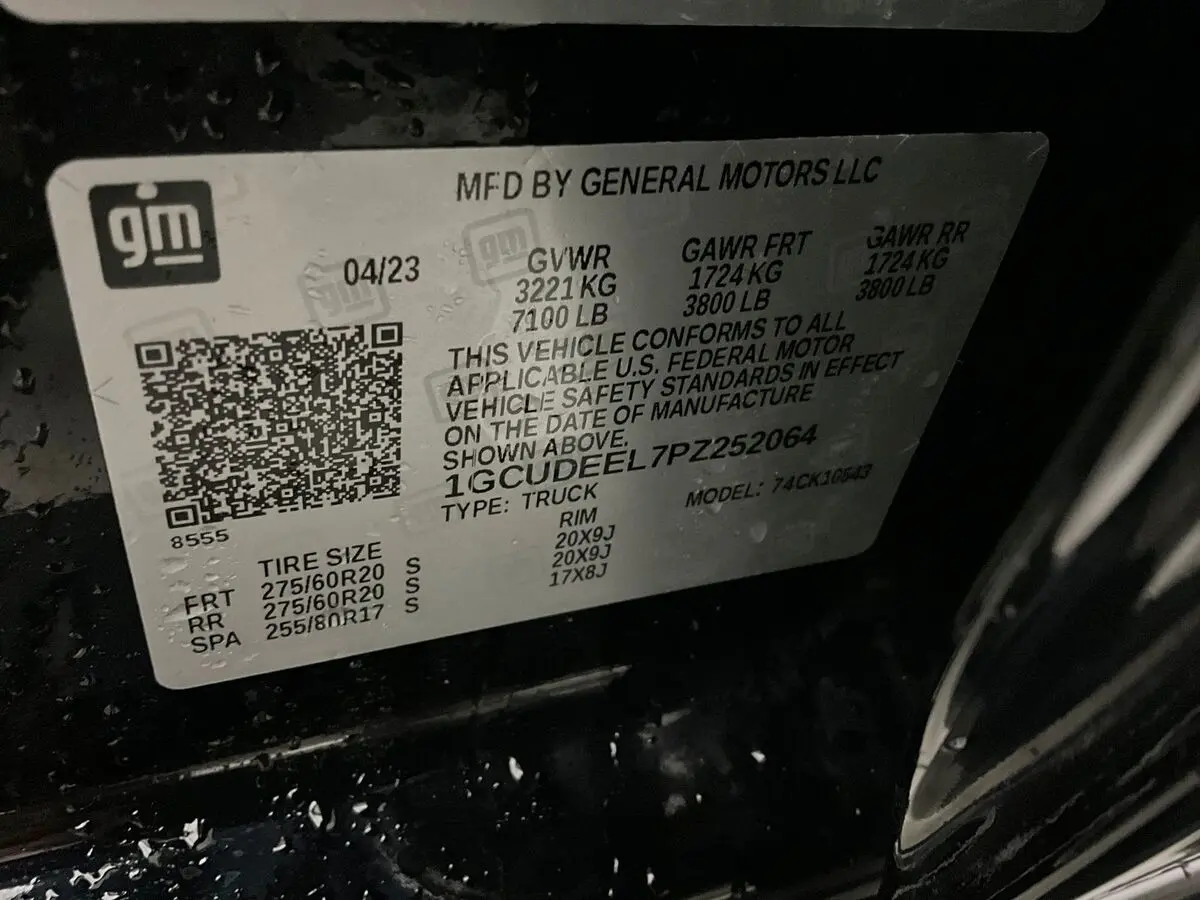 gm
MFD BY GENERAL MOTORS LLC
04/23
GVWR GAWR FRT GAWR RR
3221 KG 1724 KG 1724 KG
7100 LB 3800 LB 3800 LB
THIS VEHICLE CONFORMS TO ALL
APPLICABLE U.S. FEDERAL MOTOR
VEHICLE SAFETY STANDARDS IN EFFECT
ON THE DATE OF MANUFACTURE
SHOWN ABOVE.
1GCUDEEL7PZ252064
TYPE: TRUCK MODEL: 74CK10543
8555
TIRE SIZE RIM
FRT 275/60R20 S 20X9J
RR 275/60R20 S 20X9J
SPA 255/80R17 S 17X8J